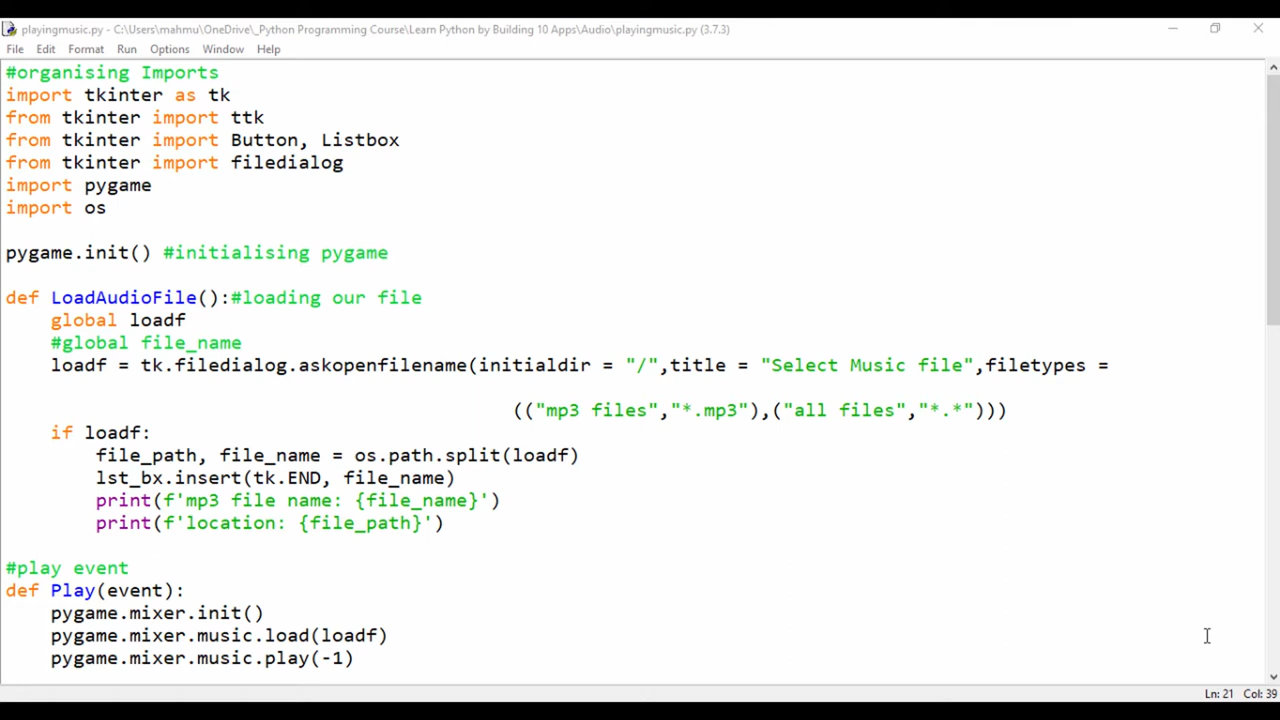 playingmusic.py - C:\Users\mahmu\OneDrive\_Python Programming Course\Learn Python by Building 10 Apps\Audio\playingmusic.py (3.7.3)
File Edit Format Run Options Window Help
#organising Imports
import tkinter as tk
from tkinter import ttk
from tkinter import Button, Listbox
from tkinter import filedialog
import pygame
import os
pygame.init() #initialising pygame
def LoadAudioFile():#loading our file
    global loadf
    #global file_name
    loadf = tk.filedialog.askopenfilename(initialdir = "/",title = "Select Music file",filetypes =
                                             (("mp3 files","*.mp3"),("all files","*.*")))
    if loadf:
        file_path, file_name = os.path.split(loadf)
        lst_bx.insert(tk.END, file_name)
        print(f'mp3 file name: {file_name}')
        print(f'location: {file_path}')
#play event
def Play(event):
    pygame.mixer.init()
    pygame.mixer.music.load(loadf)
    pygame.mixer.music.play(-1)
Ln: 21 Col: 39